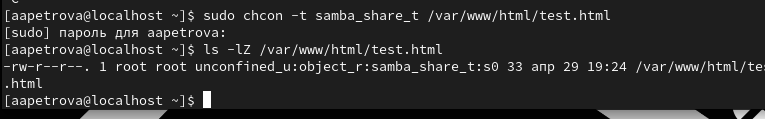 [aapetrova@localhost ~]$ sudo chcon -t samba_share_t /var/www/html/test.html
[sudo] пароль для aapetrova:
[aapetrova@localhost ~]$ ls -lZ /var/www/html/test.html
-rw-r--r--. 1 root root unconfined_u:object_r:samba_share_t:s0 33 апр 29 19:24 /var/www/html/tes
.html
[aapetrova@localhost ~]$